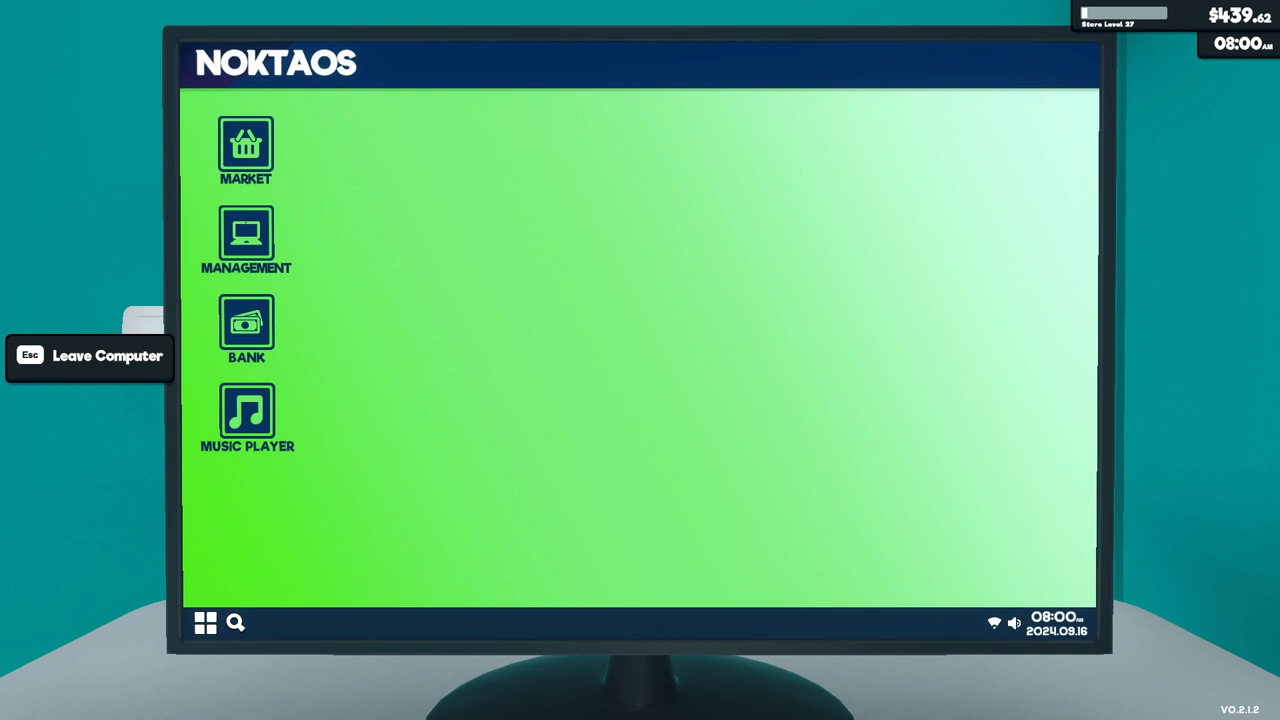 $439.62
Store Level 27
08:00AM
NOKTAOS
MARKET
MANAGEMENT
BANK
MUSIC PLAYER
Esc Leave Computer
08:00AM
2024.09.16
V0.2.1.2